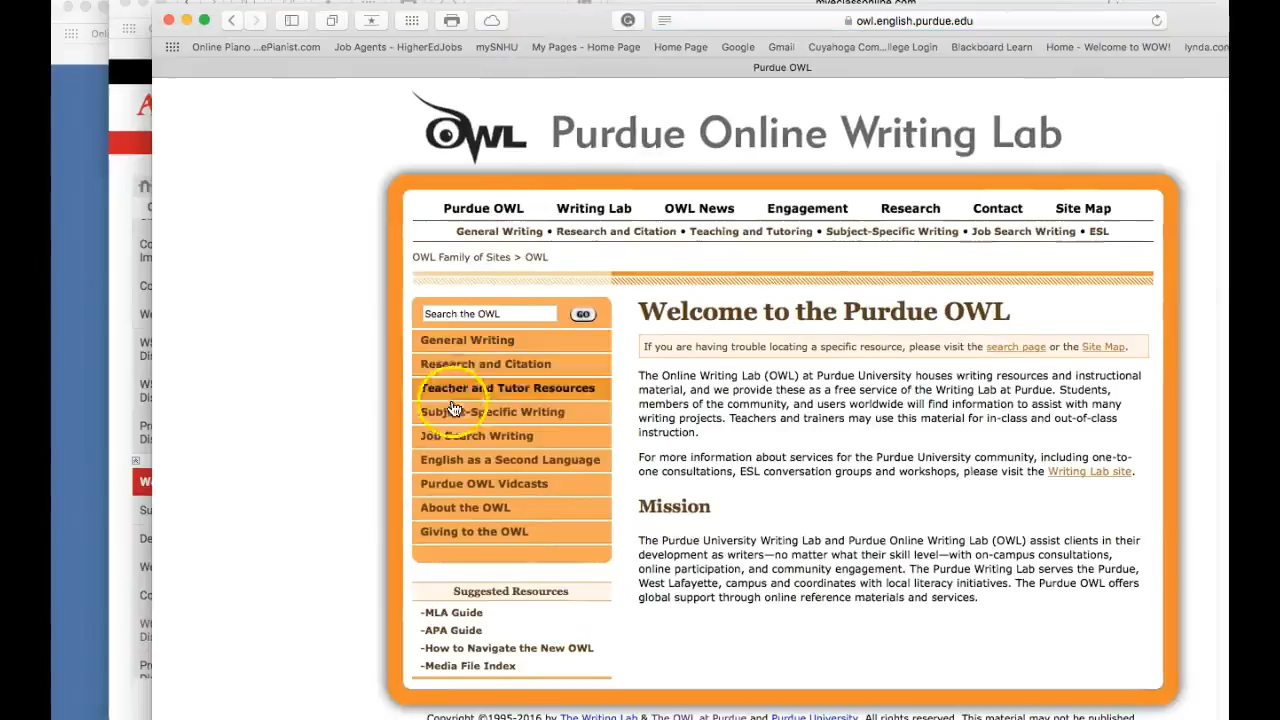 myeclassonline.com
owl.english.purdue.edu
Online Piano ...ePianist.com Job Agents - HigherEdJobs mySNHU My Pages - Home Page Home Page Google Gmail Cuyahoga Com...llege Login Blackboard Learn Home - Welcome to WOW! lynda.com
Purdue OWL
OWL Purdue Online Writing Lab
Purdue OWL Writing Lab OWL News Engagement Research Contact Site Map
General Writing • Research and Citation • Teaching and Tutoring • Subject-Specific Writing • Job Search Writing • ESL
OWL Family of Sites > OWL
Search the OWL GO
General Writing
Research and Citation
Teacher and Tutor Resources
Subject-Specific Writing
Job Search Writing
English as a Second Language
Purdue OWL Vidcasts
About the OWL
Giving to the OWL
Suggested Resources
-MLA Guide
-APA Guide
-How to Navigate the New OWL
-Media File Index
Welcome to the Purdue OWL
If you are having trouble locating a specific resource, please visit the search page or the Site Map.
The Online Writing Lab (OWL) at Purdue University houses writing resources and instructional
material, and we provide these as a free service of the Writing Lab at Purdue. Students,
members of the community, and users worldwide will find information to assist with many
writing projects. Teachers and trainers may use this material for in-class and out-of-class
instruction.
For more information about services for the Purdue University community, including one-to-
one consultations, ESL conversation groups and workshops, please visit the Writing Lab site.
Mission
The Purdue University Writing Lab and Purdue Online Writing Lab (OWL) assist clients in their
development as writers—no matter what their skill level—with on-campus consultations,
online participation, and community engagement. The Purdue Writing Lab serves the Purdue,
West Lafayette, campus and coordinates with local literacy initiatives. The Purdue OWL offers
global support through online reference materials and services.
Copyright ©1995-2016 by The Writing Lab & The OWL at Purdue and Purdue University. All rights reserved. This material may not be published,